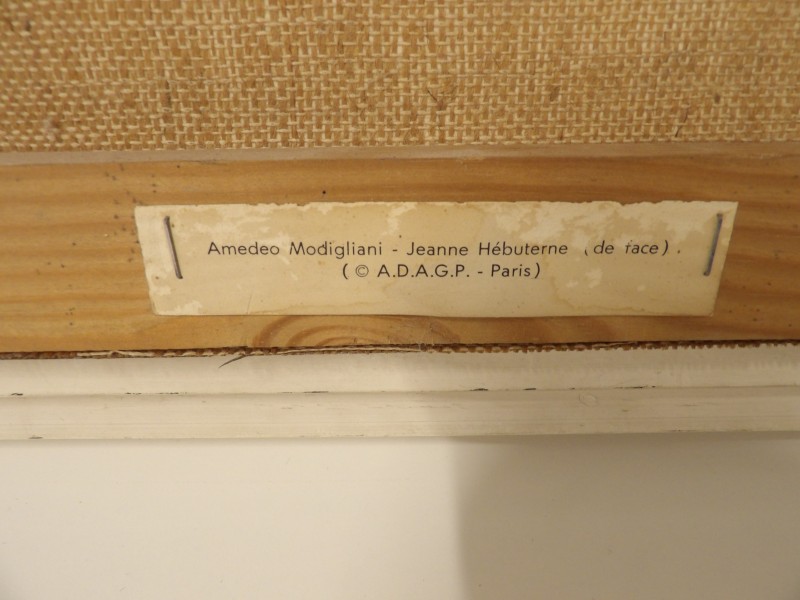 Amedeo Modigliani - Jeanne Hébuterne (de face).
(© A.D.A.G.P. - Paris)